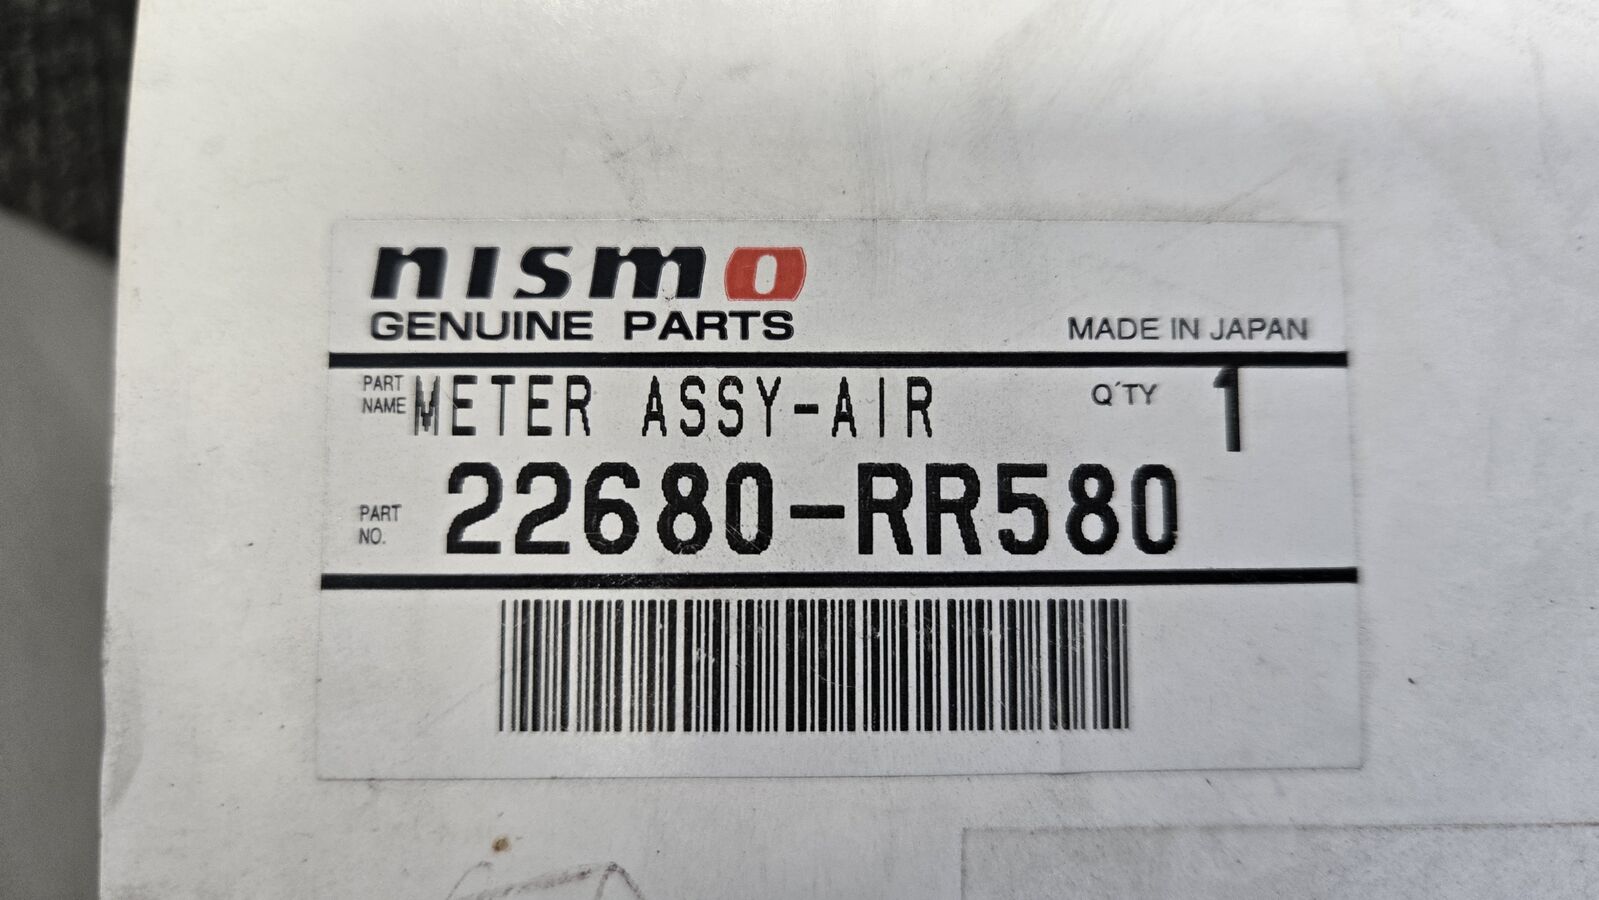 nismo
GENUINE PARTS
MADE IN JAPAN
PART NAME METER ASSY-AIR Q'TY 1
PART NO. 22680-RR580